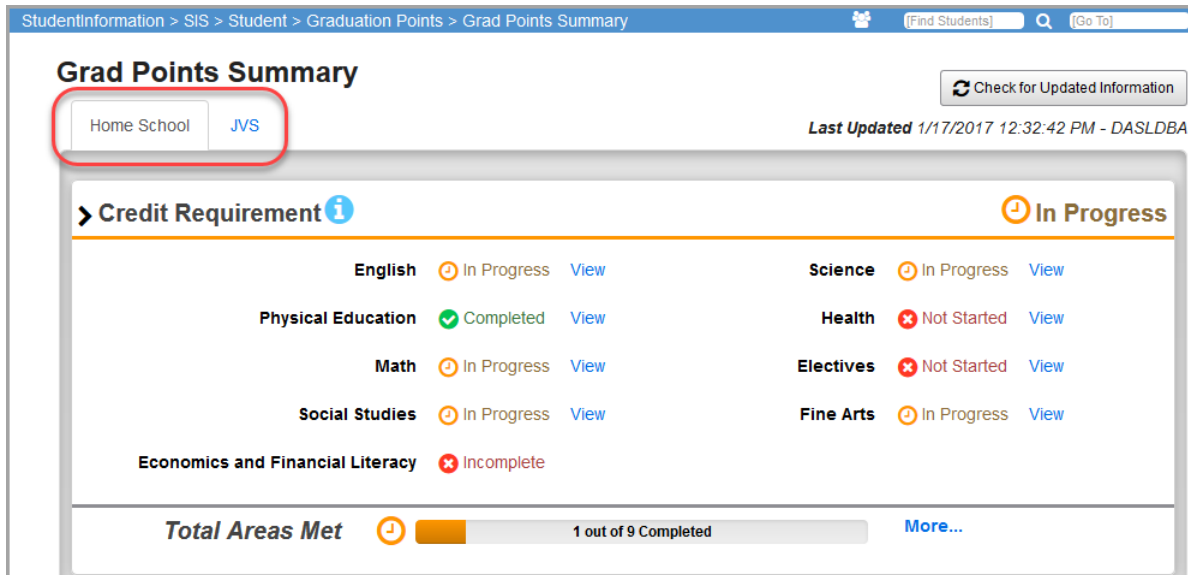 StudentInformation > SIS > Student > Graduation Points > Grad Points Summary [Find Students] [Go To]
Grad Points Summary
Check for Updated Information
Home School JVS
Last Updated 1/17/2017 12:32:42 PM - DASLDBA
Credit Requirement i In Progress
English In Progress View Science In Progress View
Physical Education Completed View Health Not Started View
Math In Progress View Electives Not Started View
Social Studies In Progress View Fine Arts In Progress View
Economics and Financial Literacy Incomplete
Total Areas Met 1 out of 9 Completed More...